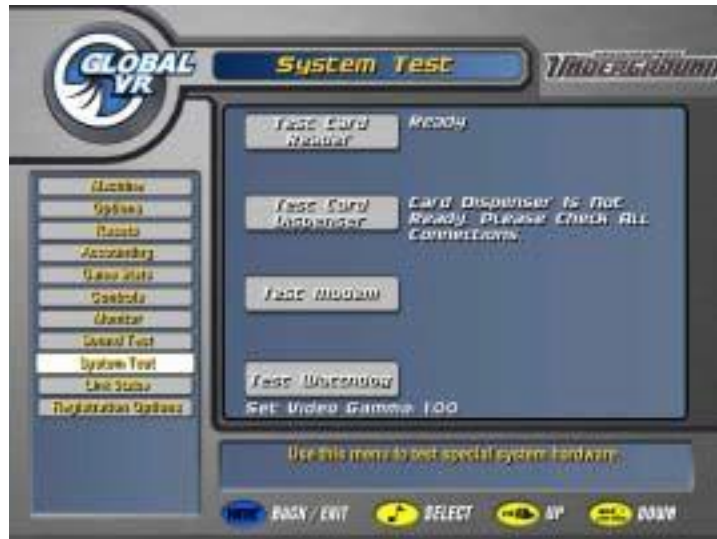 GLOBAL
VR
System Test
UNDERGROUND
Machine
Options
Resets
Accounting
Game Stats
Controls
Monitor
Sound Test
System Test
Link Status
Registration Options
Test Card
Reader
Ready
Test Card
Dispenser
Card Dispenser Is Not
Ready. Please Check ALL
Connections.
Test Modem
Test Watchdog
Set Video Gamma 1.00
Use this menu to test special system hardware.
BACK / EXIT
SELECT
UP
DOWN